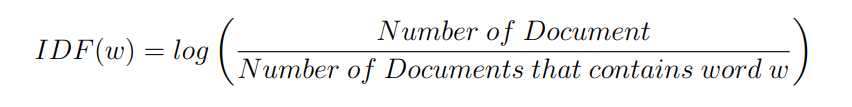 IDF(w) = log ( Number of Document / Number of Documents that contains word w )